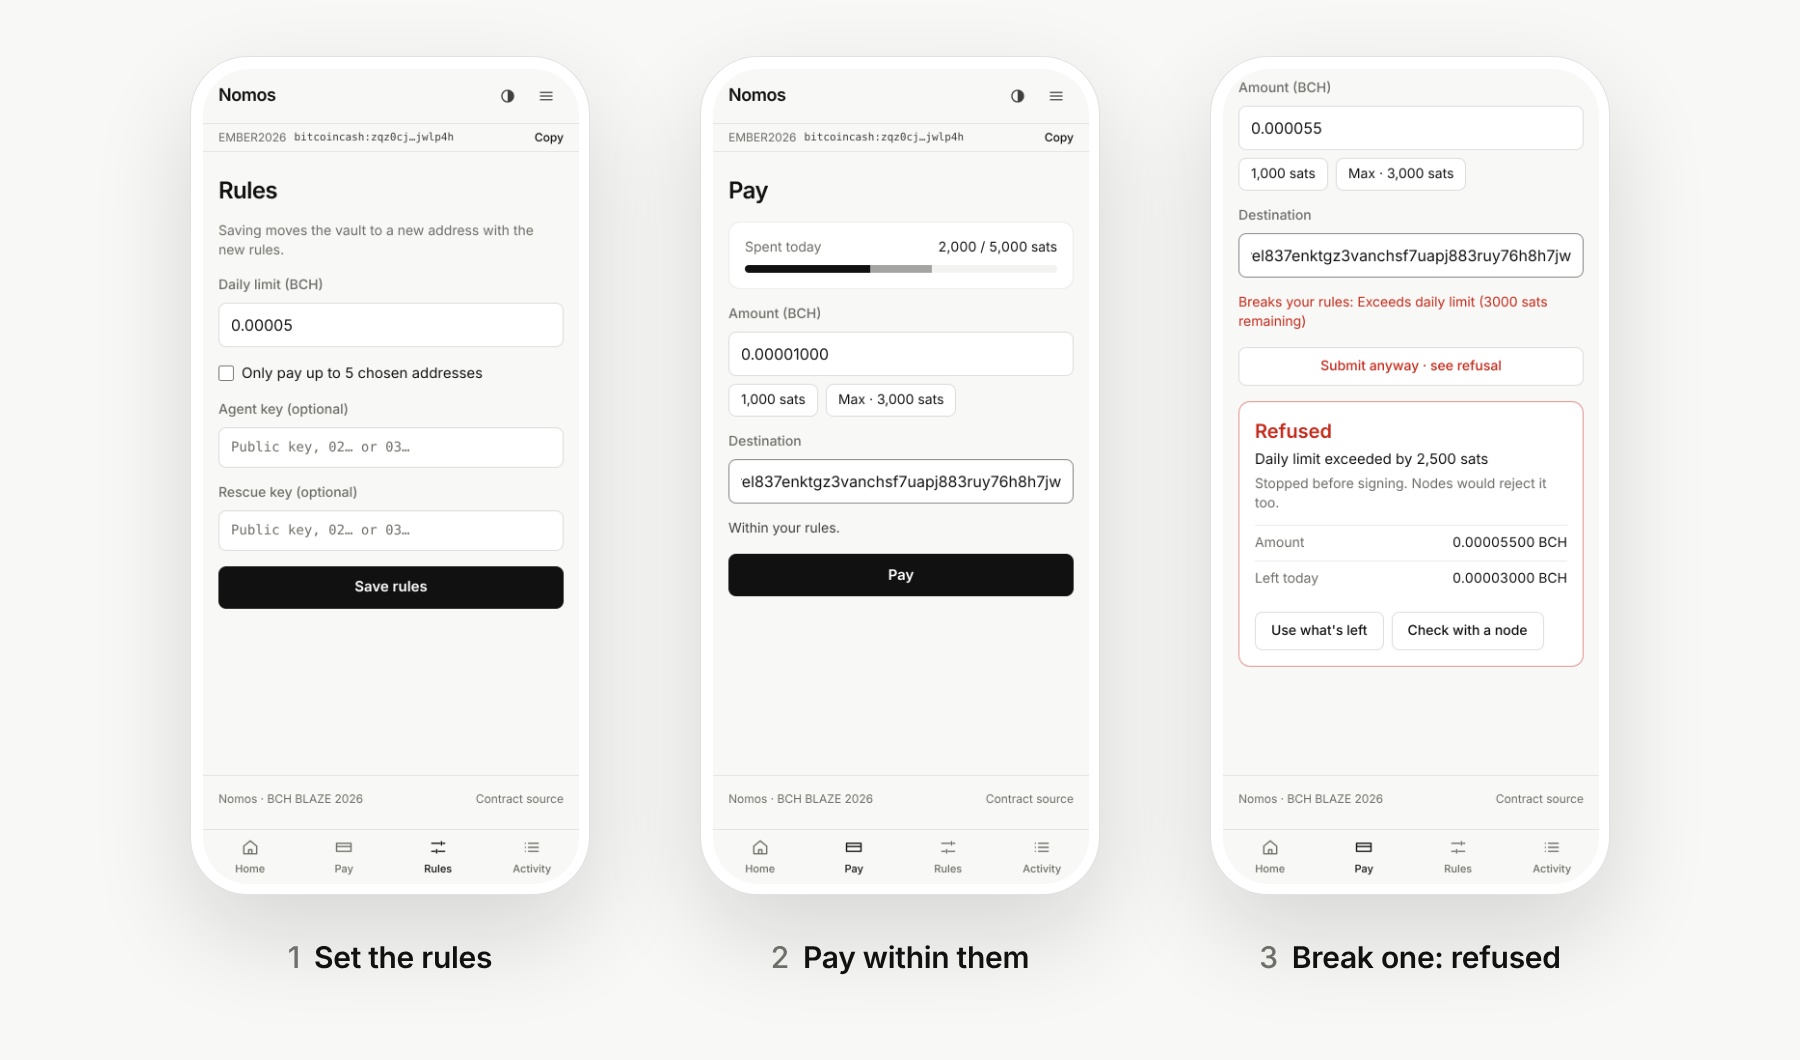 Nomos
EMBER2026 bitcoincash:zqz0cj…jwlp4h Copy
Rules
Saving moves the vault to a new address with the
new rules.
Daily limit (BCH)
0.00005
Only pay up to 5 chosen addresses
Agent key (optional)
Public key, 02… or 03…
Rescue key (optional)
Public key, 02… or 03…
Save rules
Nomos · BCH BLAZE 2026 Contract source
Home Pay Rules Activity
1 Set the rules
Nomos
EMBER2026 bitcoincash:zqz0cj…jwlp4h Copy
Pay
Spent today 2,000 / 5,000 sats
Amount (BCH)
0.00001000
1,000 sats Max · 3,000 sats
Destination
el837enktgz3vanchsf7uapj883ruy76h8h7jw
Within your rules.
Pay
Nomos · BCH BLAZE 2026 Contract source
Home Pay Rules Activity
2 Pay within them
Amount (BCH)
0.000055
1,000 sats Max · 3,000 sats
Destination
el837enktgz3vanchsf7uapj883ruy76h8h7jw
Breaks your rules: Exceeds daily limit (3000 sats
remaining)
Submit anyway · see refusal
Refused
Daily limit exceeded by 2,500 sats
Stopped before signing. Nodes would reject it
too.
Amount 0.00005500 BCH
Left today 0.00003000 BCH
Use what's left Check with a node
Nomos · BCH BLAZE 2026 Contract source
Home Pay Rules Activity
3 Break one: refused